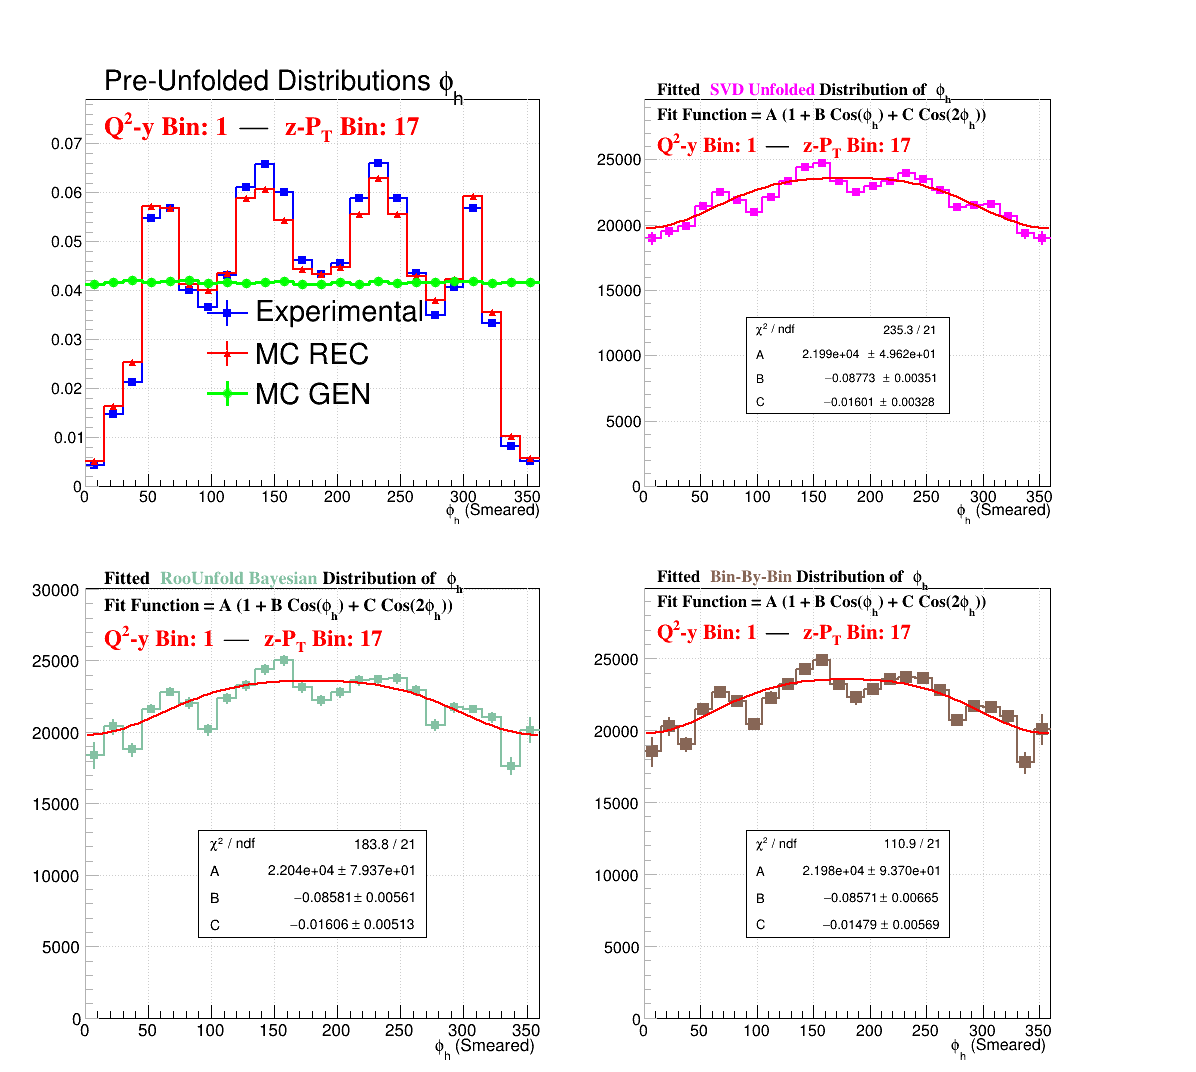 Pre-Unfolded Distributions ϕh
Q²-y Bin: 1 — z-PT Bin: 17
0.07
0.06
0.05
0.04
0.03
0.02
0.01
0
Experimental
MC REC
MC GEN
0 50 100 150 200 250 300 350
ϕh (Smeared)
Fitted SVD Unfolded Distribution of ϕh
Fit Function = A (1 + B Cos(ϕh) + C Cos(2ϕh))
Q²-y Bin: 1 — z-PT Bin: 17
25000
20000
15000
10000
5000
0
χ² / ndf 235.3 / 21
A 2.199e+04 ± 4.962e+01
B −0.08773 ± 0.00351
C −0.01601 ± 0.00328
0 50 100 150 200 250 300 350
ϕh (Smeared)
Fitted RooUnfold Bayesian Distribution of ϕh
Fit Function = A (1 + B Cos(ϕh) + C Cos(2ϕh))
Q²-y Bin: 1 — z-PT Bin: 17
30000
25000
20000
15000
10000
5000
0
χ² / ndf 183.8 / 21
A 2.204e+04 ± 7.937e+01
B −0.08581 ± 0.00561
C −0.01606 ± 0.00513
0 50 100 150 200 250 300 350
ϕh (Smeared)
Fitted Bin-By-Bin Distribution of ϕh
Fit Function = A (1 + B Cos(ϕh) + C Cos(2ϕh))
Q²-y Bin: 1 — z-PT Bin: 17
25000
20000
15000
10000
5000
0
χ² / ndf 110.9 / 21
A 2.198e+04 ± 9.370e+01
B −0.08571 ± 0.00665
C −0.01479 ± 0.00569
0 50 100 150 200 250 300 350
ϕh (Smeared)